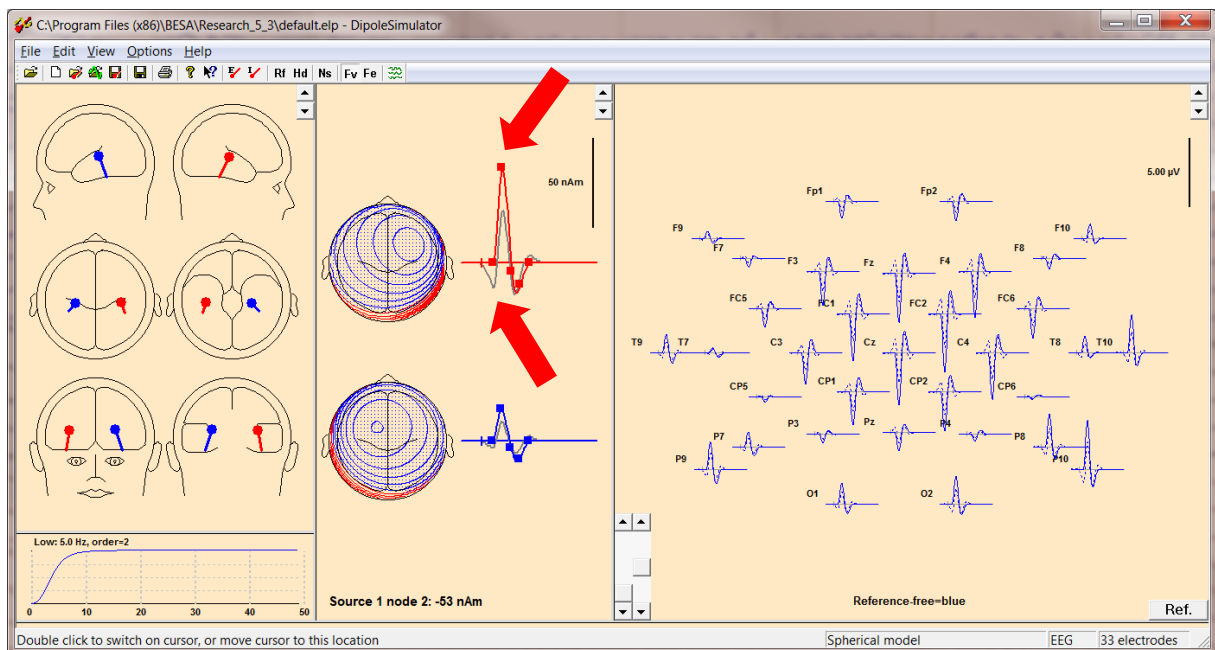 C:\Program Files (x86)\BESA\Research_5_3\default.elp - DipoleSimulator
File Edit View Options Help
Rf Hd Ns Fv Fe
50 nAm
5.00 µV
Fp1 Fp2
F9 F10
F7 F8
F3 Fz F4
FC5 FC1 FC2 FC6
T9 T7 C3 Cz C4 T8 T10
CP5 CP1 CP2 CP6
P7 P3 Pz P4 P8
P9 P10
O1 O2
Low: 5.0 Hz, order=2
0 10 20 30 40 50
Source 1 node 2: -53 nAm
Reference-free=blue
Ref.
Double click to switch on cursor, or move cursor to this location
Spherical model EEG 33 electrodes